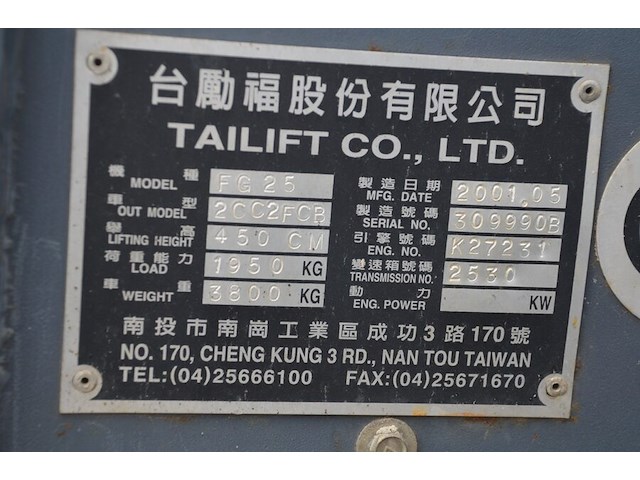 台勵福股份有限公司
TAILIFT CO., LTD.
機種 MODEL FG25
車型 OUT MODEL 2CC2FCR
舉高 LIFTING HEIGHT 450 CM
荷重能力 LOAD 1950 KG
車重 WEIGHT 3800 KG
製造日期 MFG. DATE 2001.05
製造號碼 SERIAL NO. 309990B
引擎號碼 ENG. NO. K27231
變速箱號碼 TRANSMISSION NO. 2530
動力 ENG. POWER KW
南投市南崗工業區成功3路170號
NO. 170, CHENG KUNG 3 RD., NAN TOU TAIWAN
TEL:(04)25666100 FAX:(04)25671670